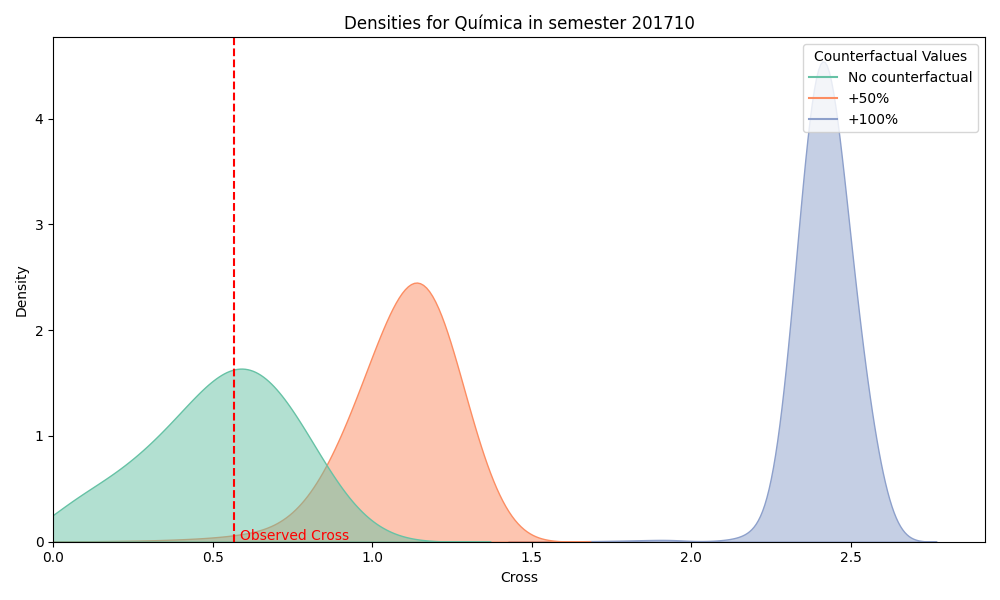 Densities for Química in semester 201710
Counterfactual Values
No counterfactual
+50%
+100%
Density
4
3
2
1
0
Observed Cross
0.0 0.5 1.0 1.5 2.0 2.5
Cross